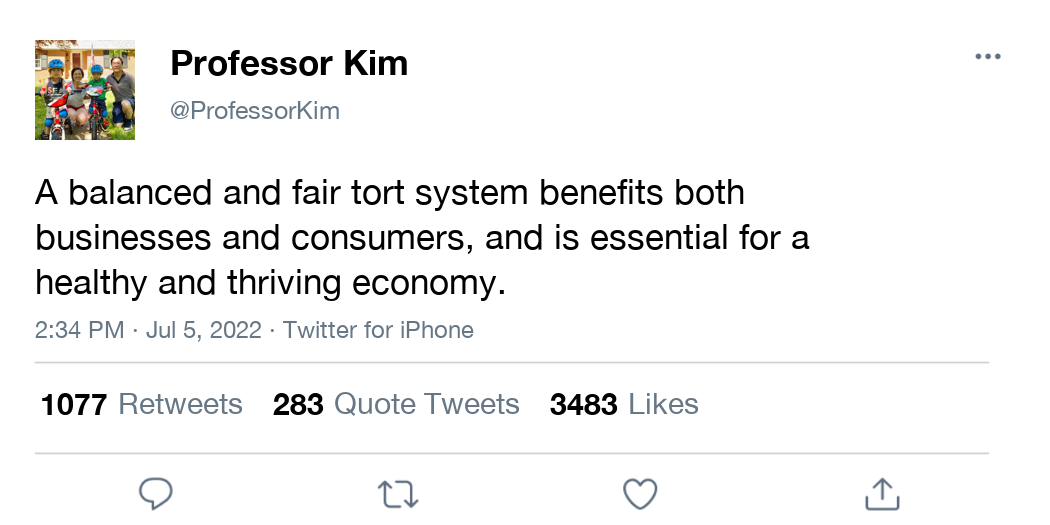 Professor Kim
@ProfessorKim
A balanced and fair tort system benefits both
businesses and consumers, and is essential for a
healthy and thriving economy.
2:34 PM · Jul 5, 2022 · Twitter for iPhone
1077 Retweets 283 Quote Tweets 3483 Likes